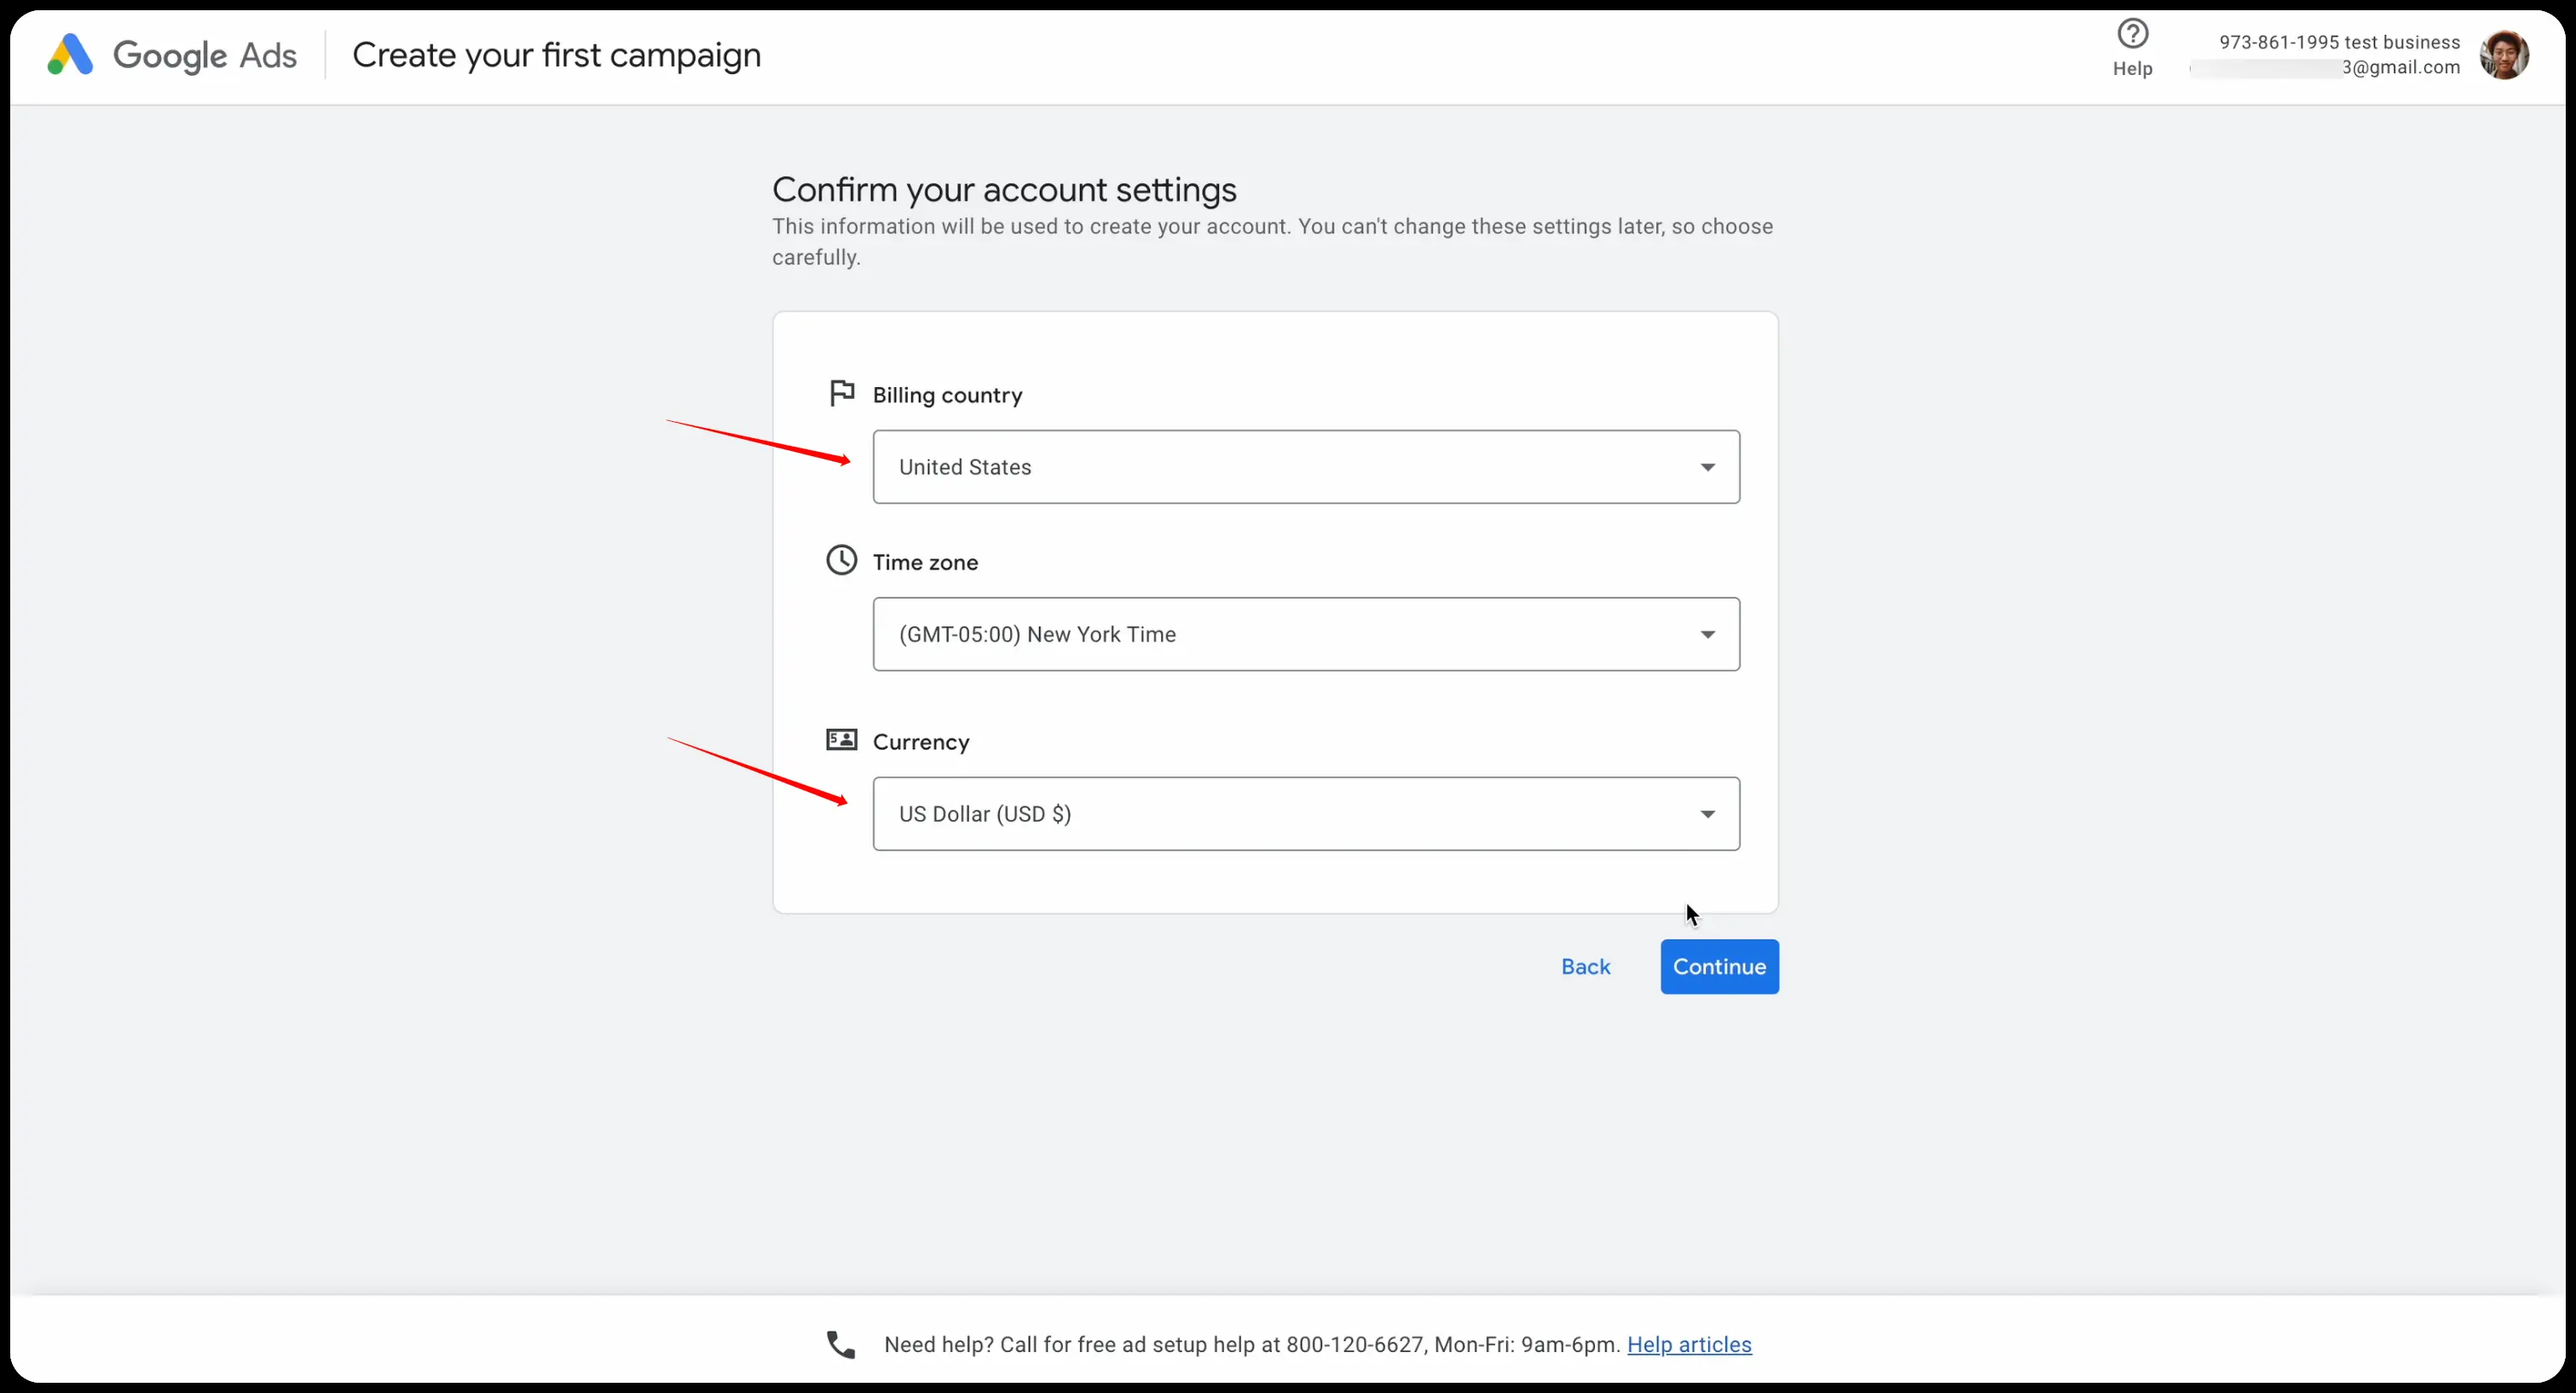 Google Ads
Create your first campaign
Help
973-861-1995 test business
3@gmail.com
Confirm your account settings
This information will be used to create your account. You can't change these settings later, so choose
carefully.
Billing country
United States
Time zone
(GMT-05:00) New York Time
Currency
US Dollar (USD $)
Back
Continue
Need help? Call for free ad setup help at 800-120-6627, Mon-Fri: 9am-6pm. Help articles